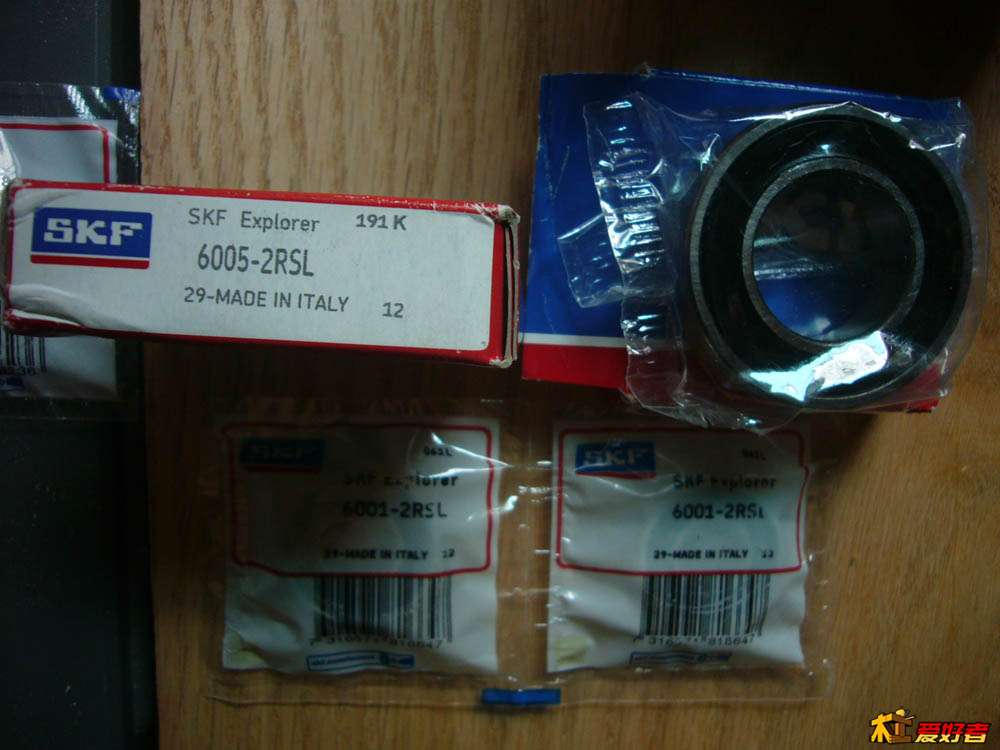 SKF
SKF Explorer 191 K
6005-2RSL
29-MADE IN ITALY 12
SKF
SKF Explorer
6001-2RSL
29-MADE IN ITALY 12
SKF
SKF Explorer
6001-2RSL
29-MADE IN ITALY
爱好者